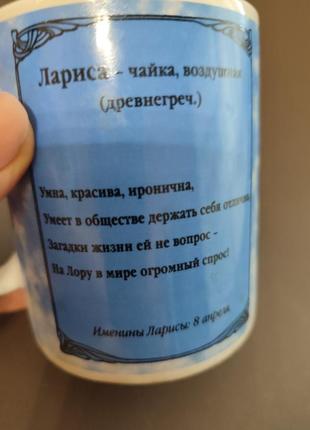 Лариса – чайка, воздушная
(древнегреч.)
Умна, красива, иронична,
Умеет в обществе держать себя отлично.
Загадки жизни ей не вопрос -
На Лору в мире огромный спрос!
Именины Ларисы: 8 апреля